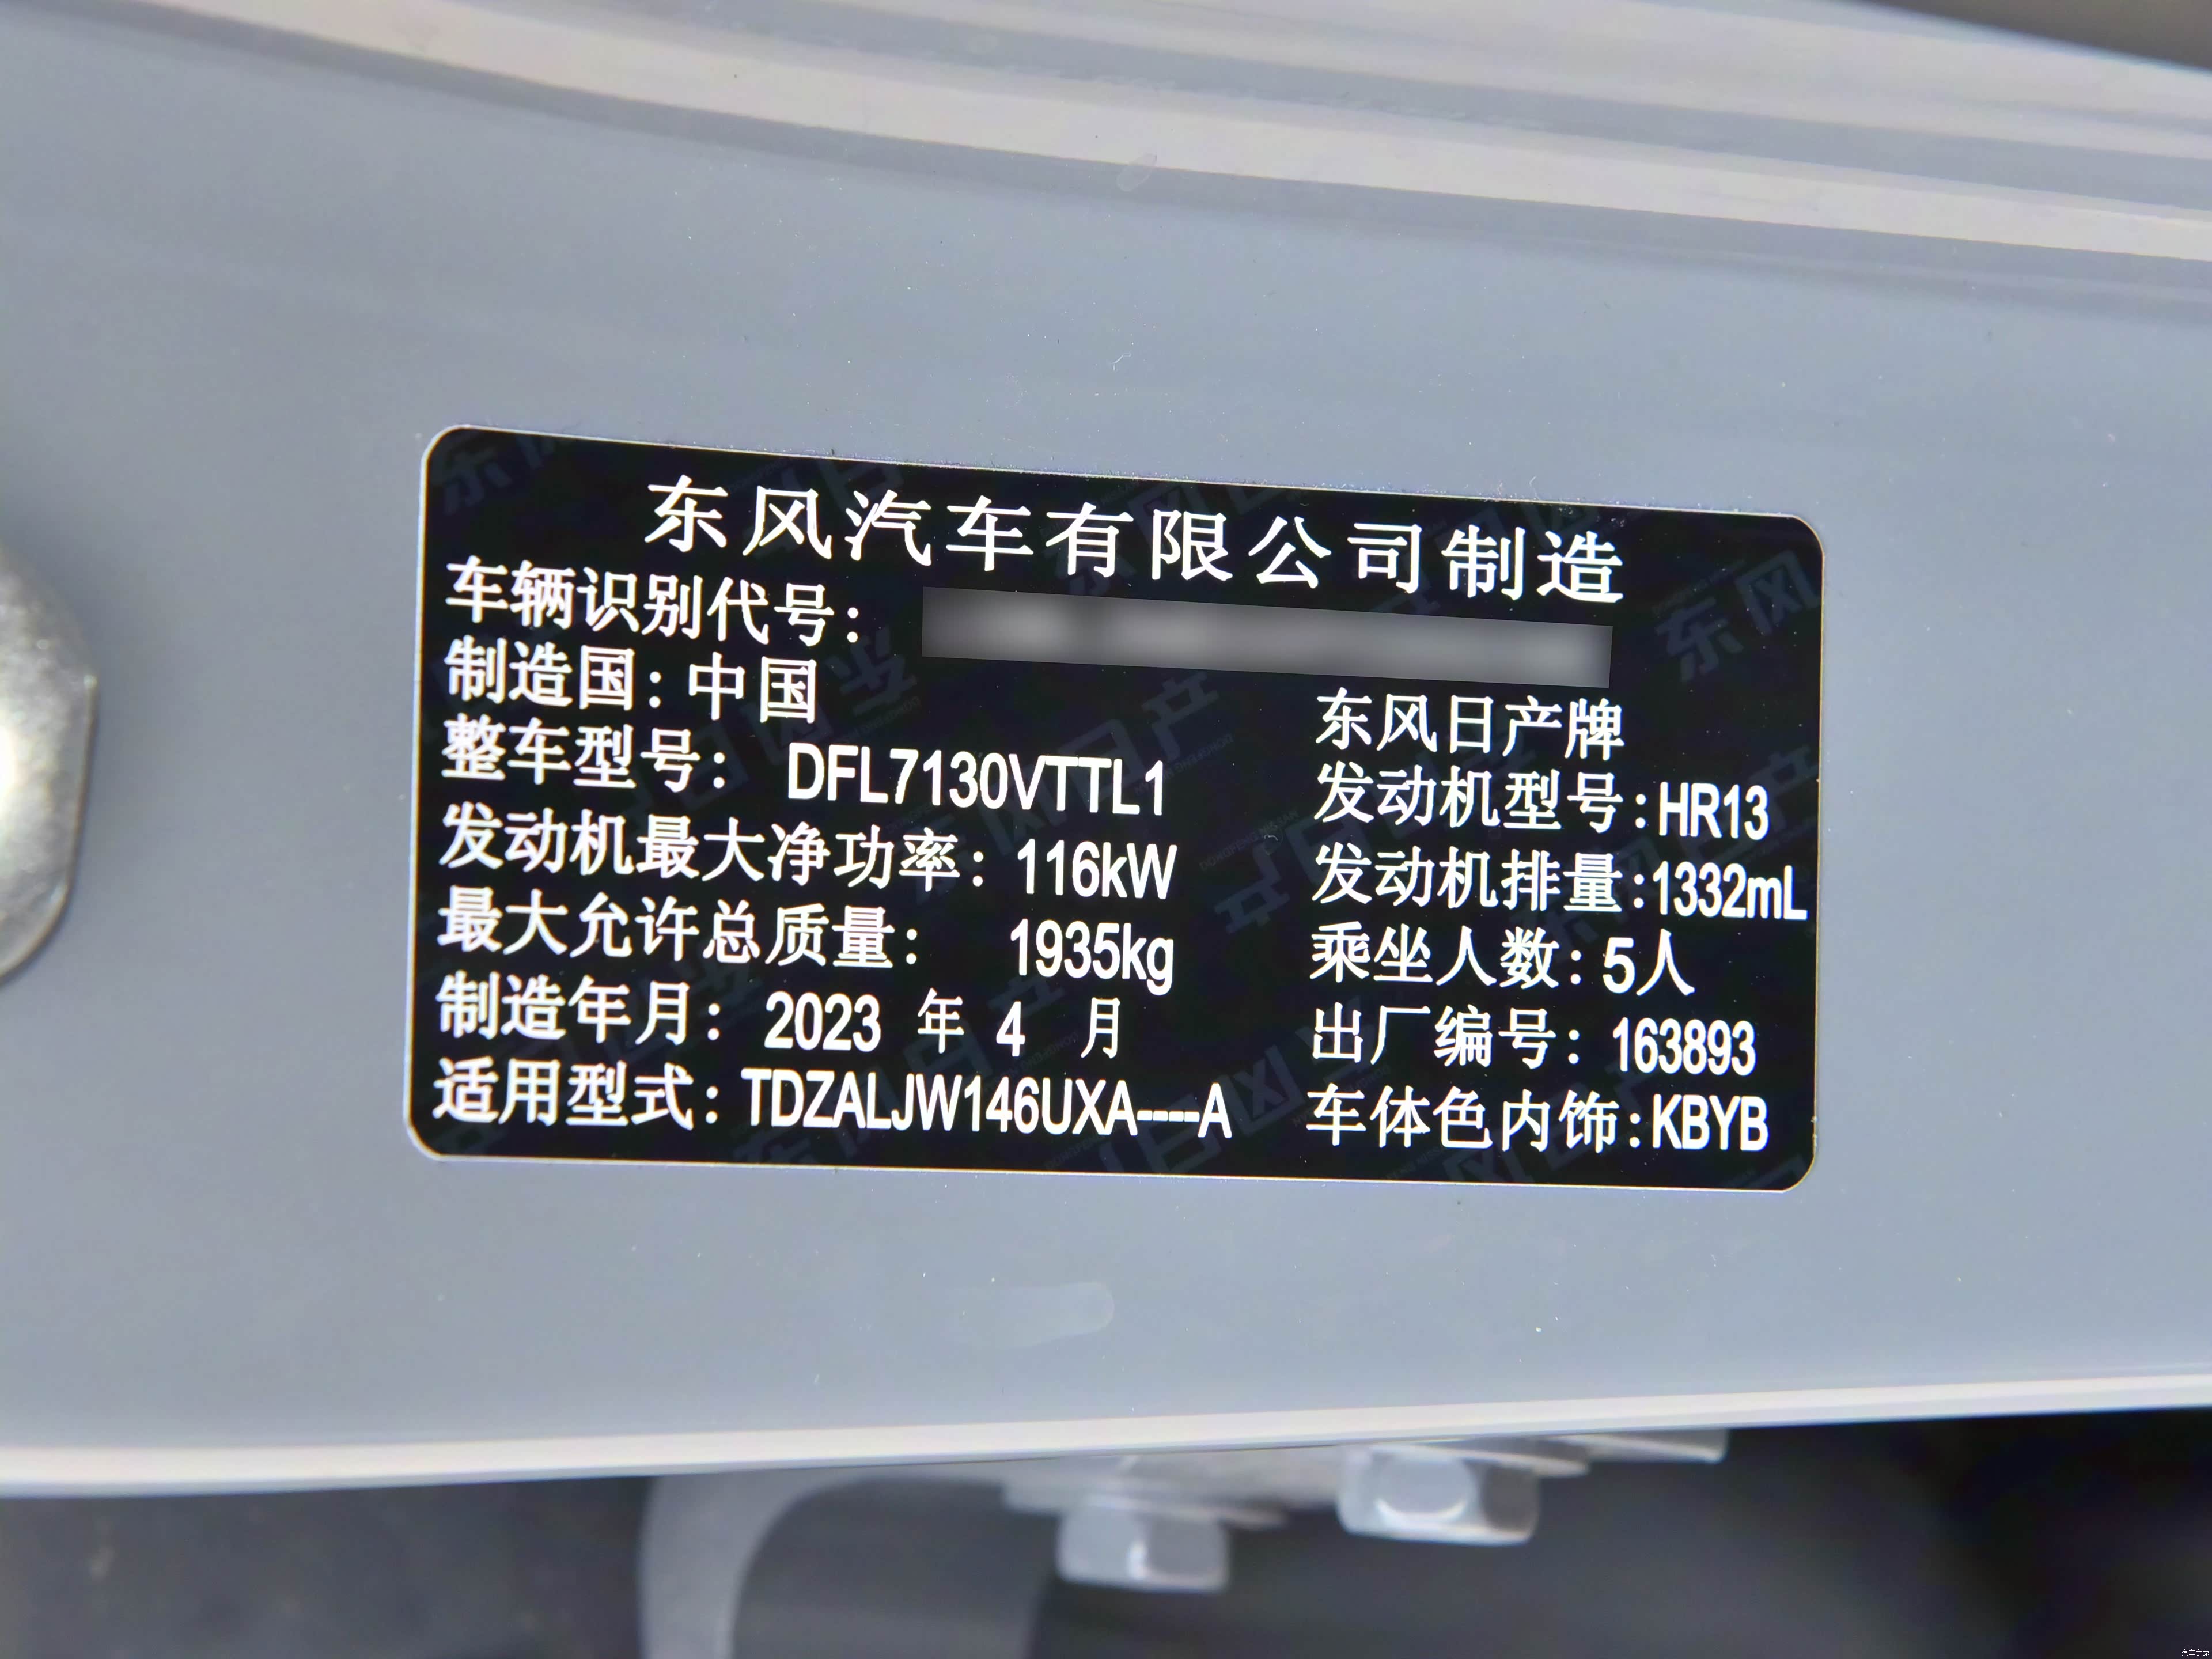 东风汽车有限公司制造
车辆识别代号:
制造国:中国
东风日产牌
整车型号: DFL7130VTTL1
发动机型号:HR13
发动机最大净功率: 116kW
发动机排量:1332mL
最大允许总质量: 1935kg
乘坐人数:5人
制造年月: 2023 年 4 月
出厂编号: 163893
适用型式:TDZALJW146UXA----A
车体色内饰:KBYB
汽车之家